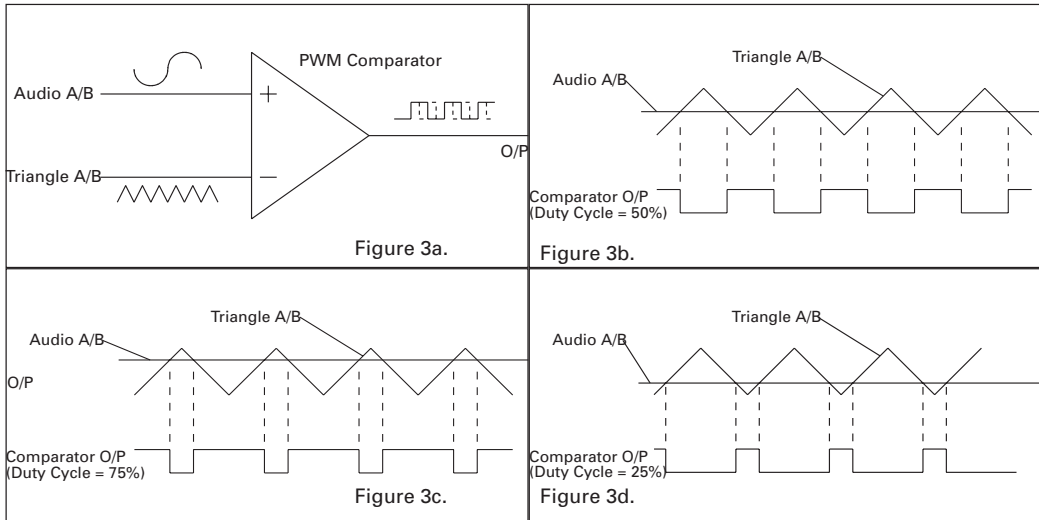 PWM Comparator
Audio A/B
+
O/P
Triangle A/B
−
Figure 3a.
Triangle A/B
Audio A/B
Comparator O/P
(Duty Cycle = 50%)
Figure 3b.
Triangle A/B
Audio A/B
O/P
Comparator O/P
(Duty Cycle = 75%)
Figure 3c.
Triangle A/B
Audio A/B
Comparator O/P
(Duty Cycle = 25%)
Figure 3d.